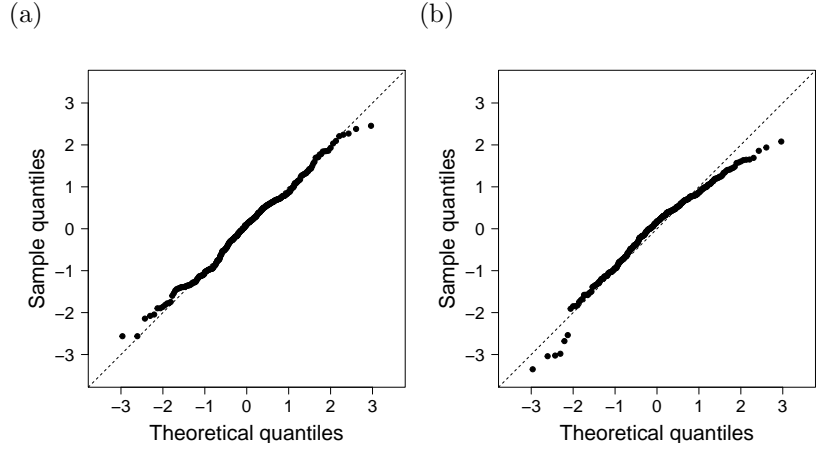 (a) (b)
3 3
2 2
1 1
0 0
−1 −1
−2 −2
−3 −3
Sample quantiles Sample quantiles
−3 −2 −1 0 1 2 3 −3 −2 −1 0 1 2 3
Theoretical quantiles Theoretical quantiles